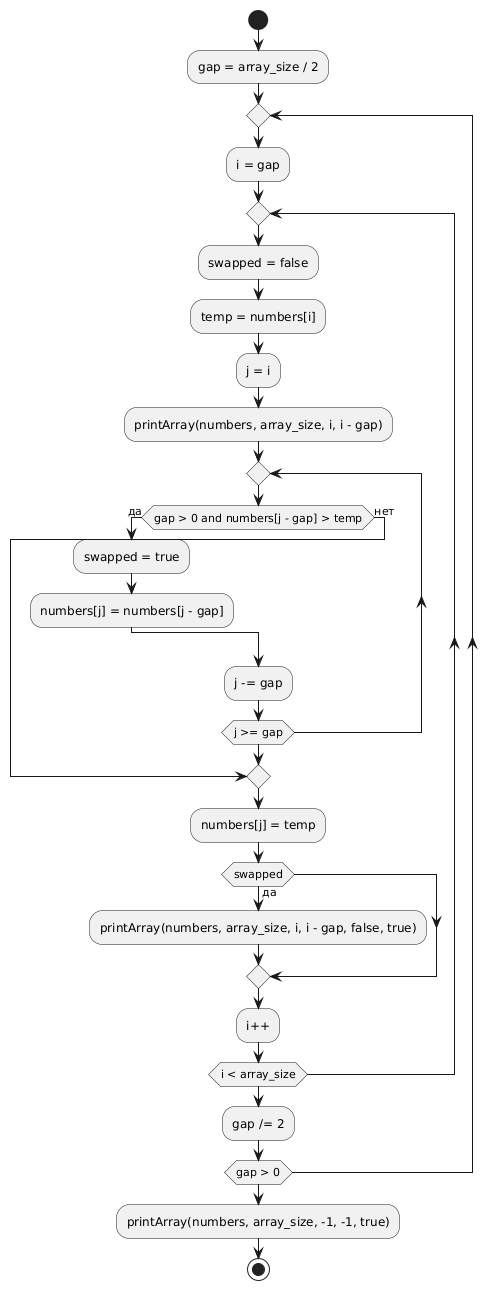 gap = array_size / 2
i = gap
swapped = false
temp = numbers[i]
j = i
printArray(numbers, array_size, i, i - gap)
да
gap > 0 and numbers[j - gap] > temp
нет
swapped = true
numbers[j] = numbers[j - gap]
j -= gap
j >= gap
numbers[j] = temp
swapped
да
printArray(numbers, array_size, i, i - gap, false, true)
i++
i < array_size
gap /= 2
gap > 0
printArray(numbers, array_size, -1, -1, true)